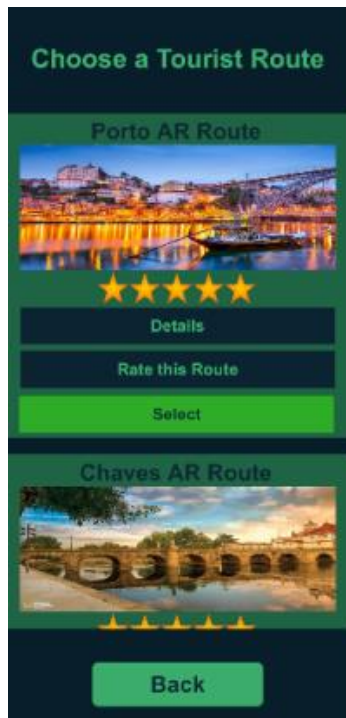 Choose a Tourist Route
Porto AR Route
Details
Rate this Route
Select
Chaves AR Route
Back